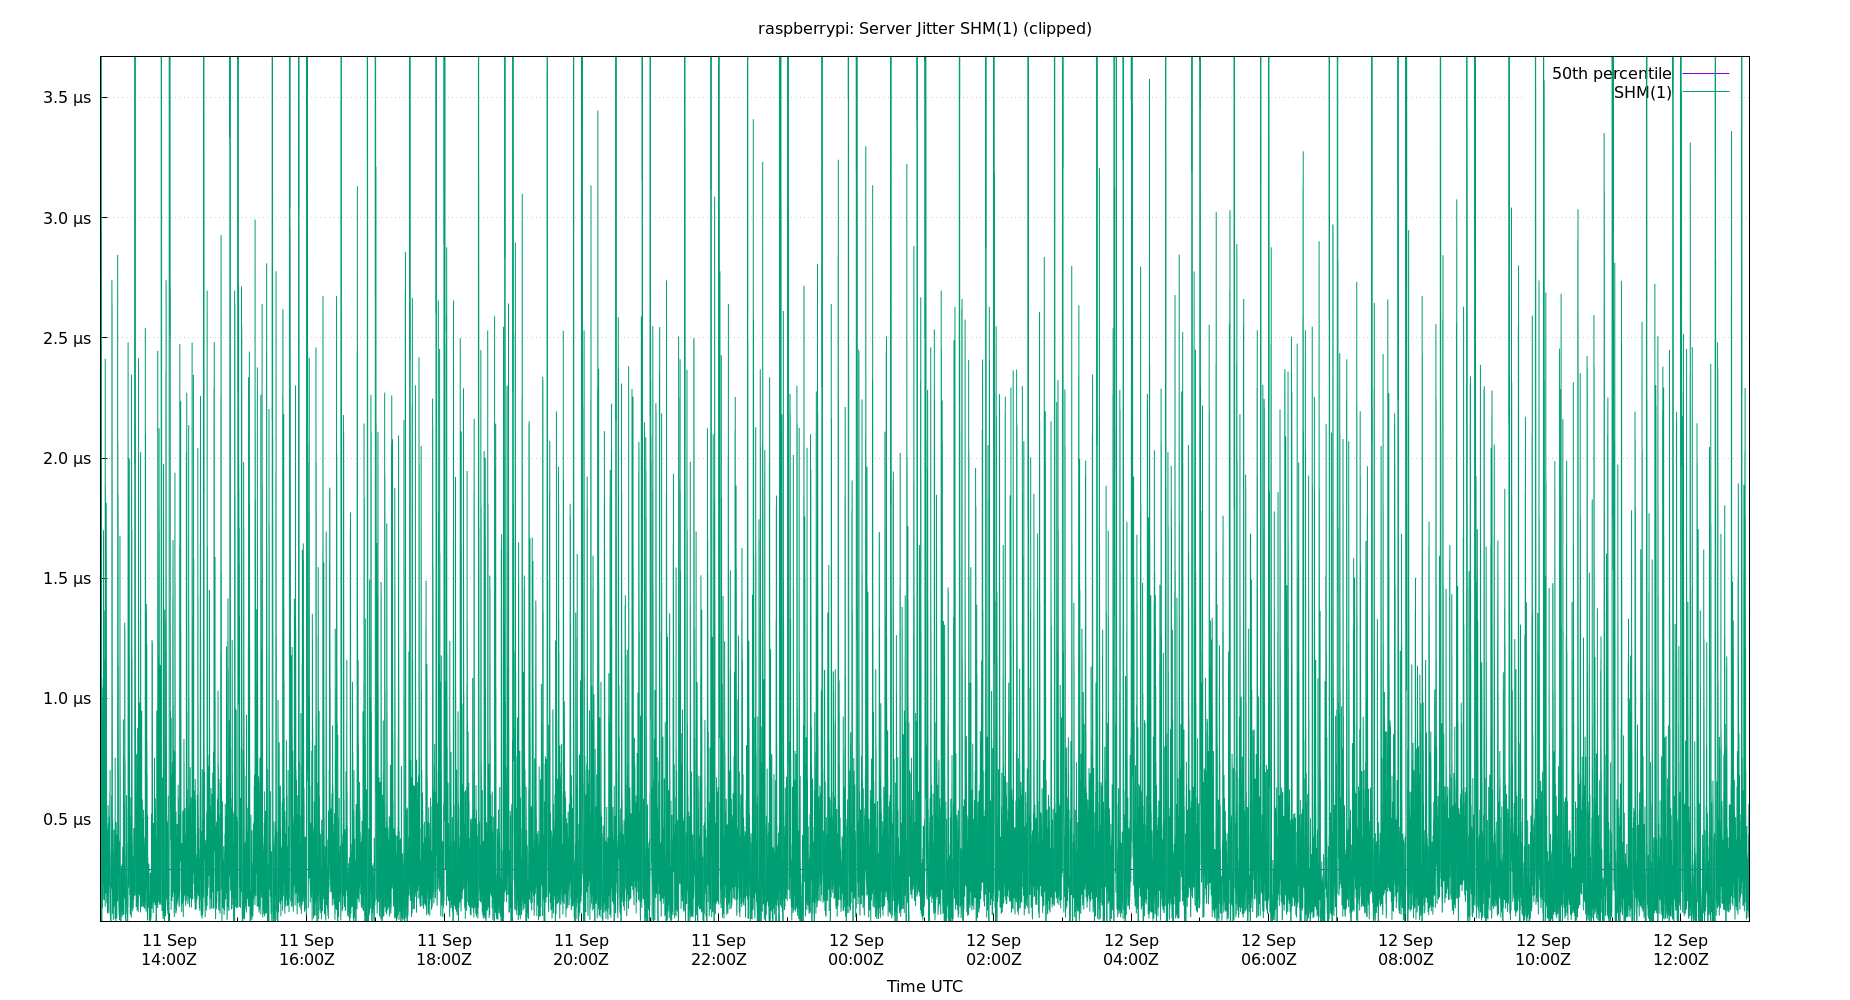 raspberrypi: Server Jitter SHM(1) (clipped)
50th percentile
SHM(1)
3.5 µs
3.0 µs
2.5 µs
2.0 µs
1.5 µs
1.0 µs
0.5 µs
11 Sep 11 Sep 11 Sep 11 Sep 11 Sep 12 Sep 12 Sep 12 Sep 12 Sep 12 Sep 12 Sep 12 Sep
14:00Z 16:00Z 18:00Z 20:00Z 22:00Z 00:00Z 02:00Z 04:00Z 06:00Z 08:00Z 10:00Z 12:00Z
Time UTC